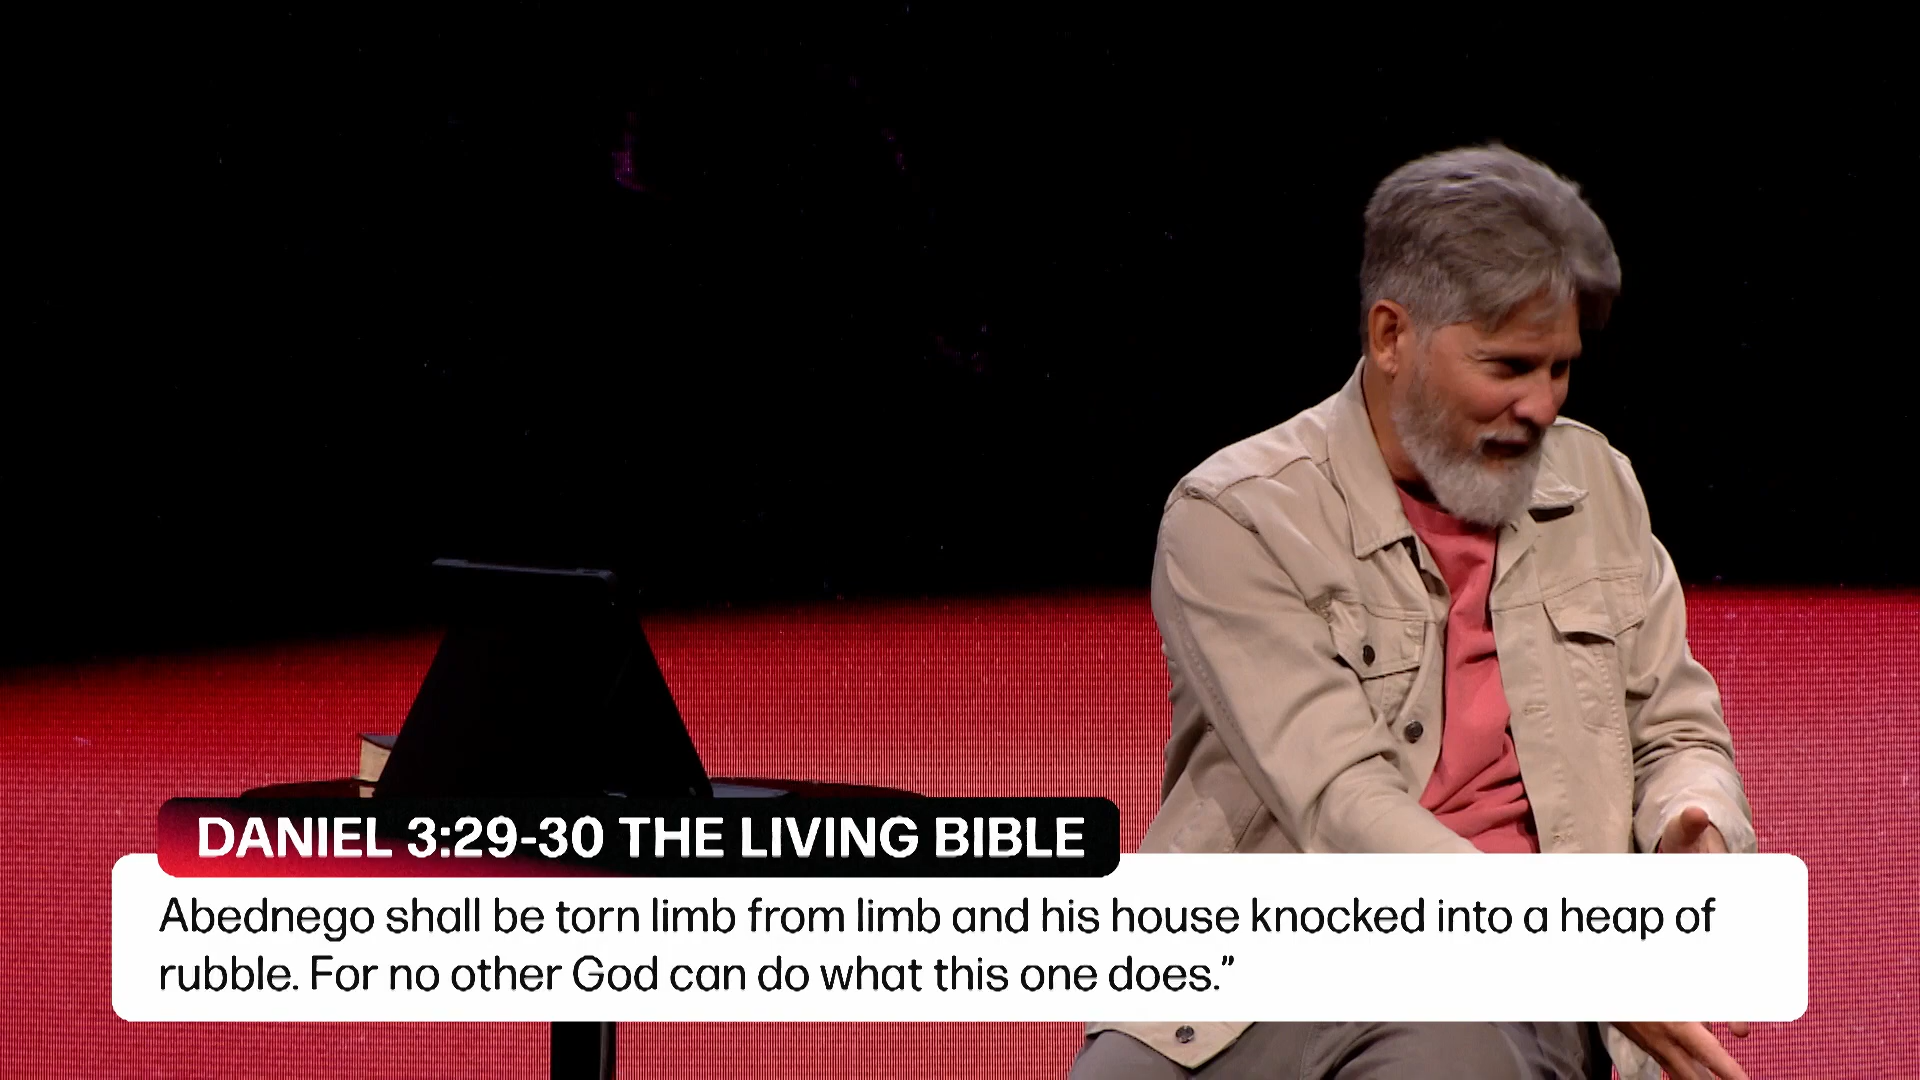 DANIEL 3:29-30 THE LIVING BIBLE
Abednego shall be torn limb from limb and his house knocked into a heap of
rubble. For no other God can do what this one does.”